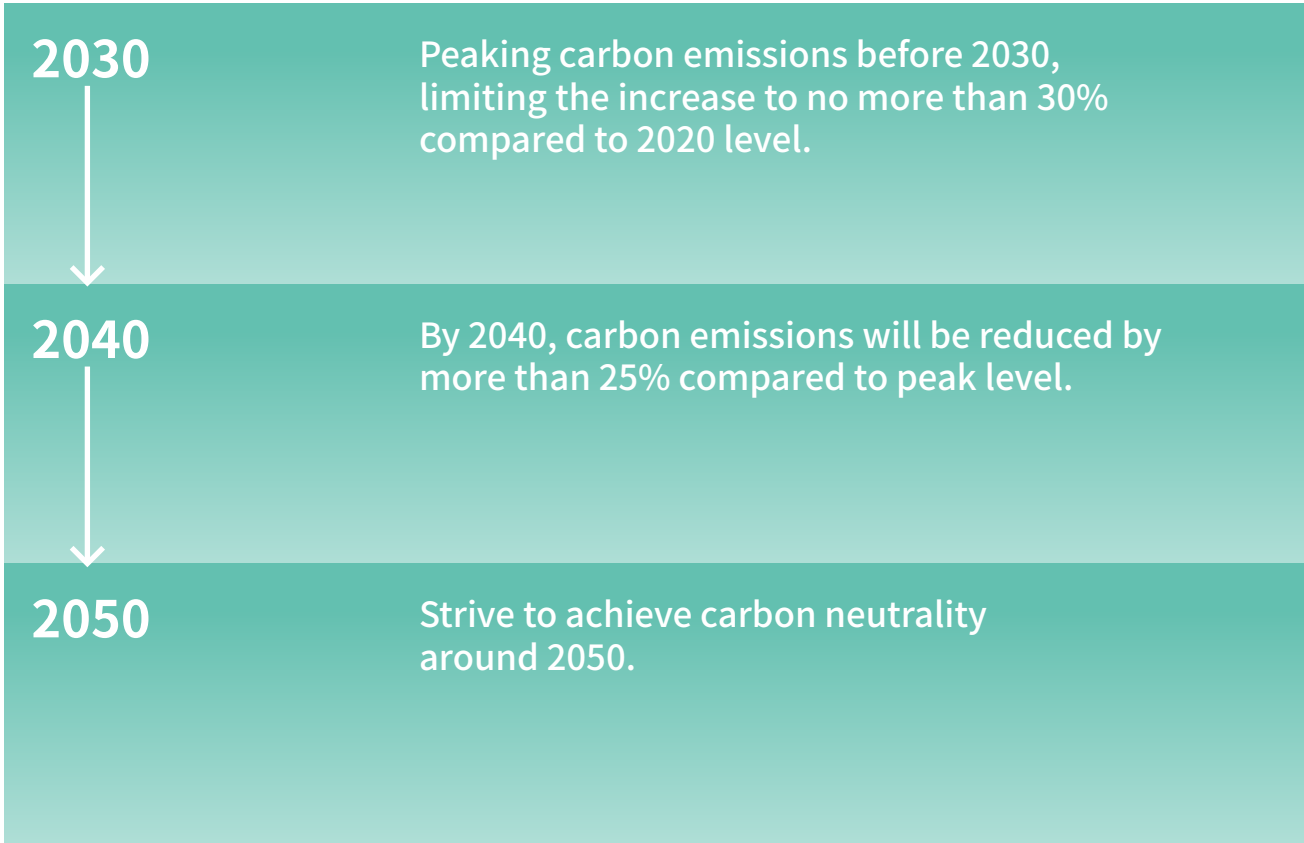 2030
Peaking carbon emissions before 2030,
limiting the increase to no more than 30%
compared to 2020 level.
2040
By 2040, carbon emissions will be reduced by
more than 25% compared to peak level.
2050
Strive to achieve carbon neutrality
around 2050.